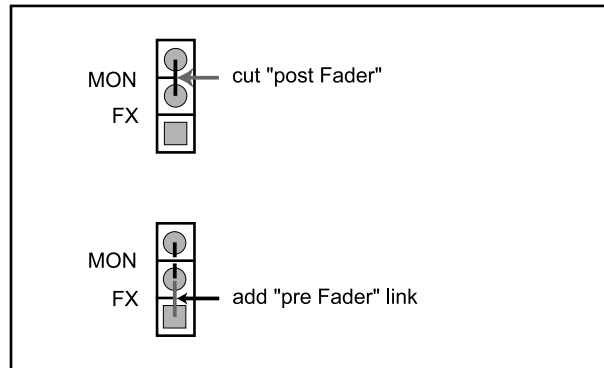 MON
cut "post Fader"
FX
MON
FX
add "pre Fader" link